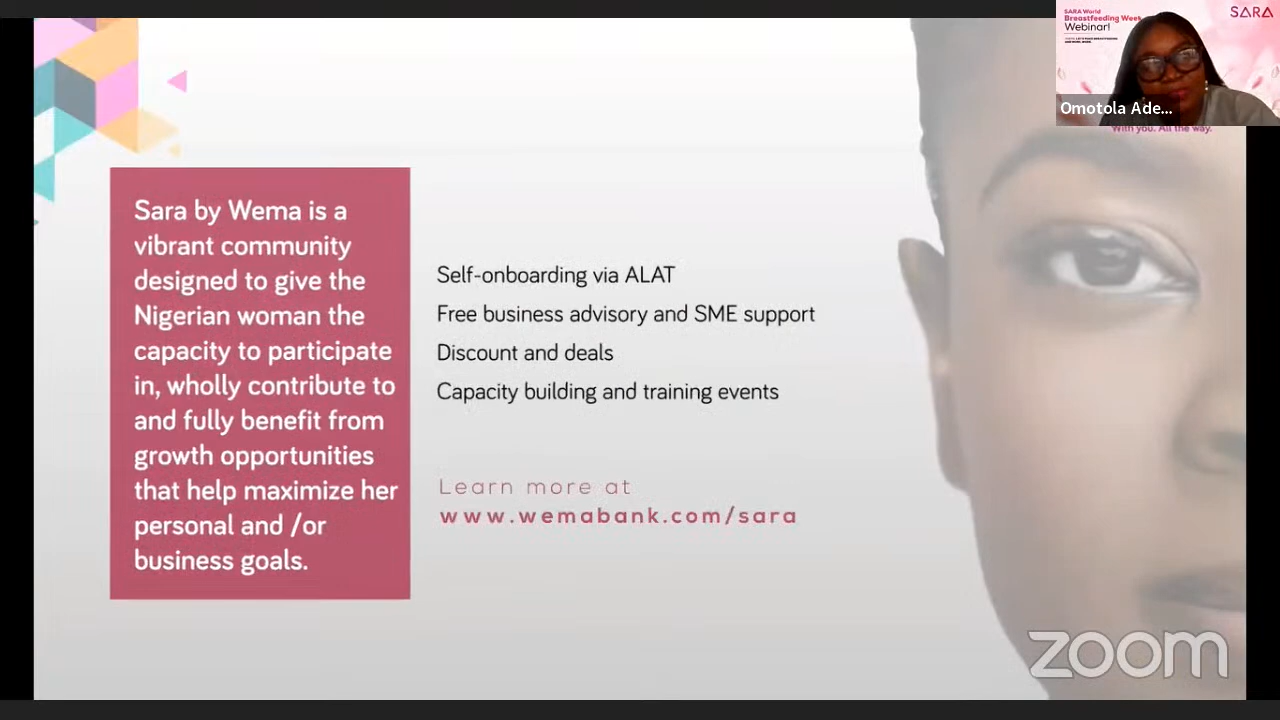 SARA World
Breastfeeding Week
Webinar!
SARA
Omotola Ade...
With you. All the way.
Sara by Wema is a
vibrant community
designed to give the
Nigerian woman the
capacity to participate
in, wholly contribute to
and fully benefit from
growth opportunities
that help maximize her
personal and /or
business goals.
Self-onboarding via ALAT
Free business advisory and SME support
Discount and deals
Capacity building and training events
Learn more at
www.wemabank.com/sara
zoom